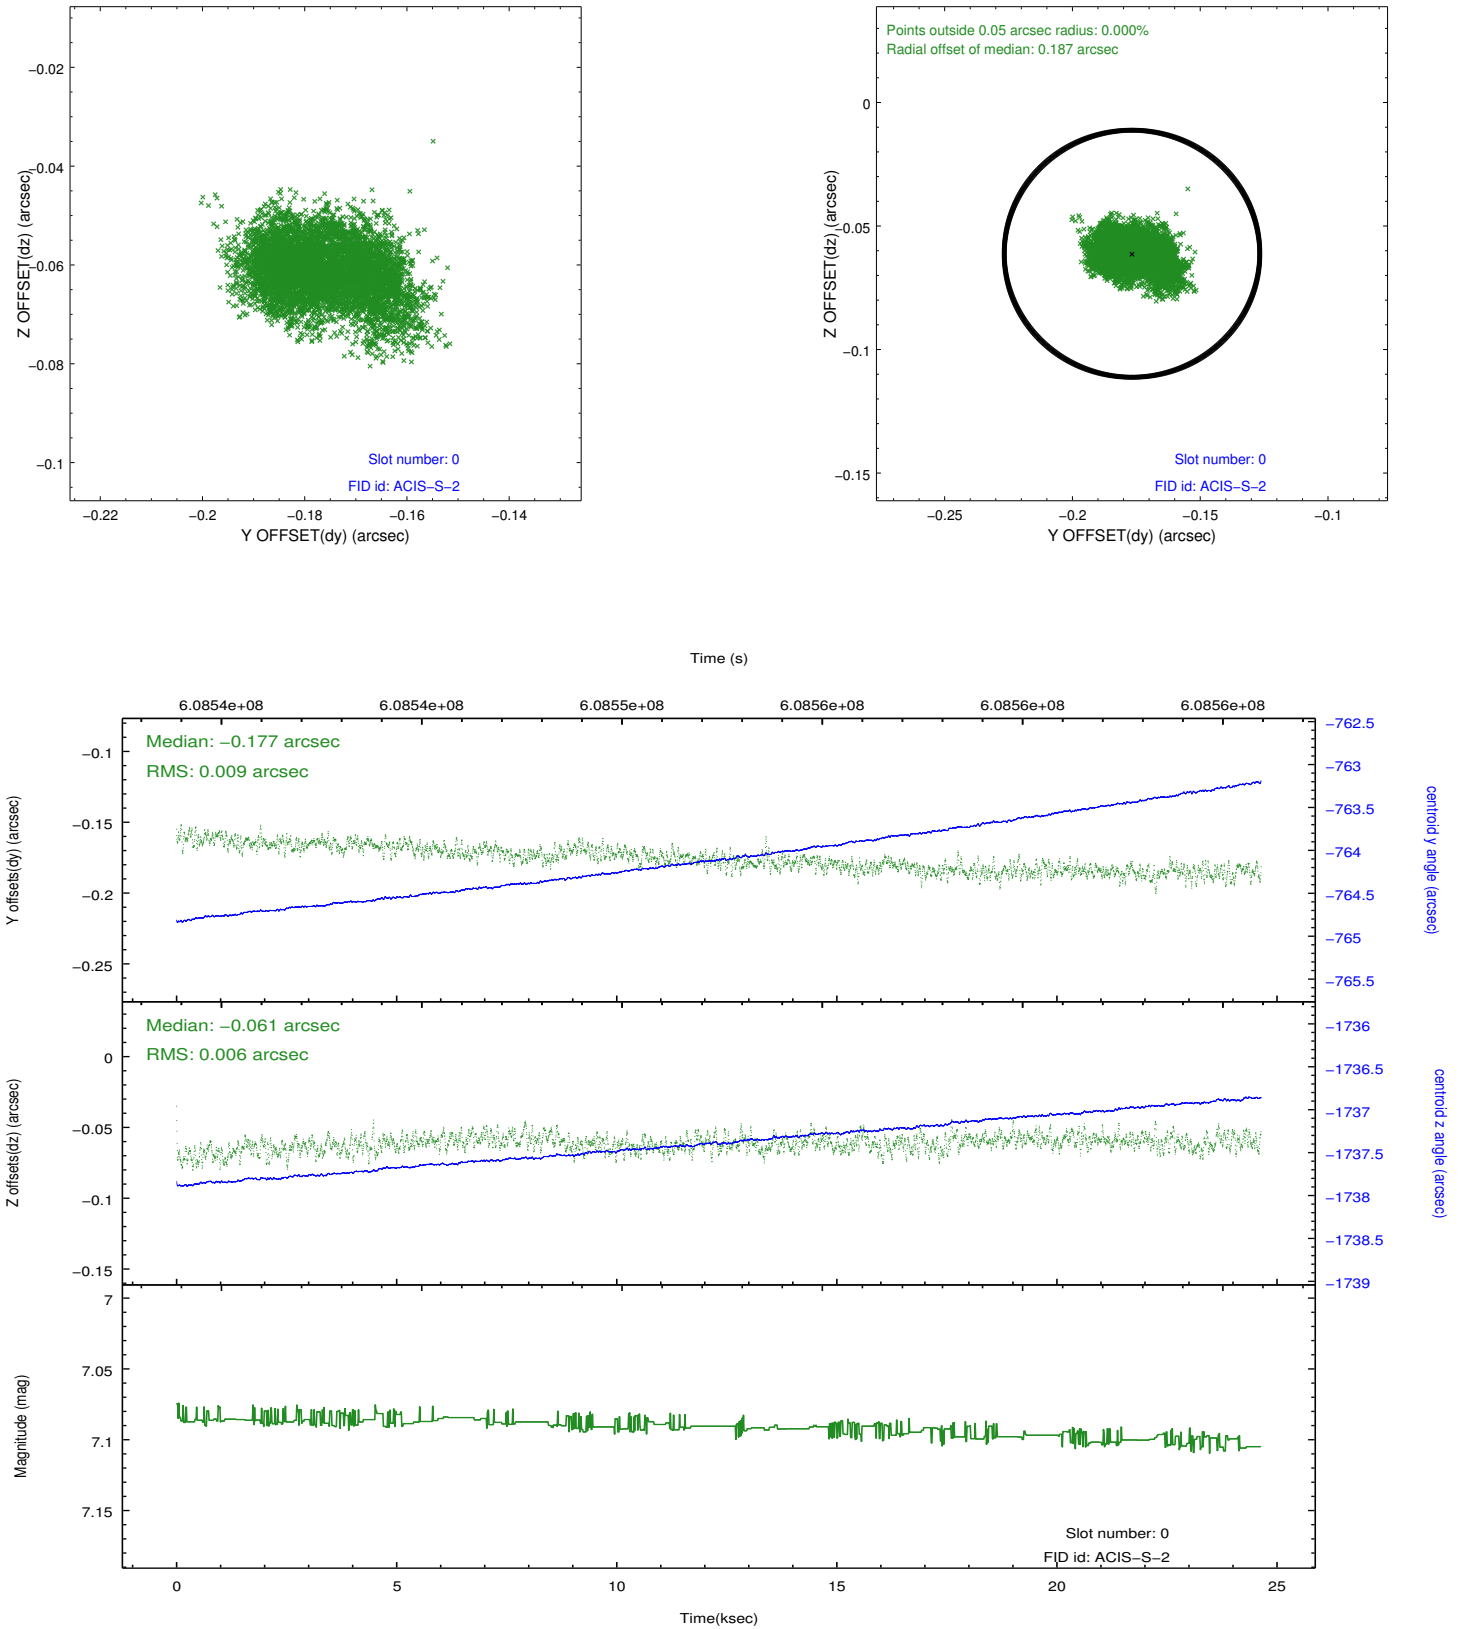 −0.02
−0.04
−0.06
−0.08
−0.1
Z OFFSET(dz) (arcsec)
Slot number: 0
FID id: ACIS−S−2
−0.22
−0.2
−0.18
−0.16
−0.14
Y OFFSET(dy) (arcsec)
Points outside 0.05 arcsec radius: 0.000%
Radial offset of median: 0.187 arcsec
0
−0.05
−0.1
−0.15
Z OFFSET(dz) (arcsec)
Slot number: 0
FID id: ACIS−S−2
−0.25
−0.2
−0.15
−0.1
Y OFFSET(dy) (arcsec)
Time (s)
6.0854e+08
6.0854e+08
6.0855e+08
6.0856e+08
6.0856e+08
6.0856e+08
Median: −0.177 arcsec
RMS: 0.009 arcsec
−0.1
−0.15
−0.2
−0.25
Y offsets(dy) (arcsec)
−762.5
−763
−763.5
−764
−764.5
−765
−765.5
centroid y angle (arcsec)
Median: −0.061 arcsec
RMS: 0.006 arcsec
0
−0.05
−0.1
−0.15
Z offsets(dz) (arcsec)
−1736
−1736.5
−1737
−1737.5
−1738
−1738.5
−1739
centroid z angle (arcsec)
7
7.05
7.1
7.15
Magnitude (mag)
Slot number: 0
FID id: ACIS−S−2
0
5
10
15
20
25
Time(ksec)